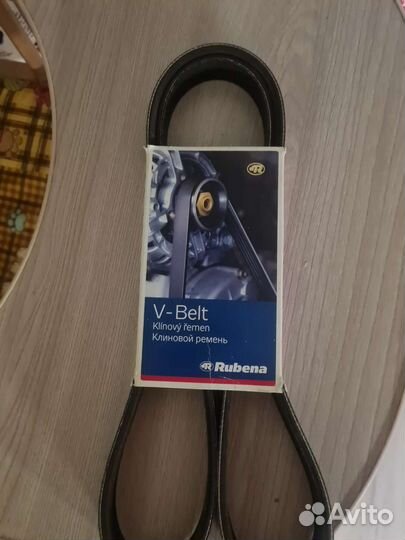 V-Belt
Klínový řemen
Клиновой ремень
Rubena
Avito